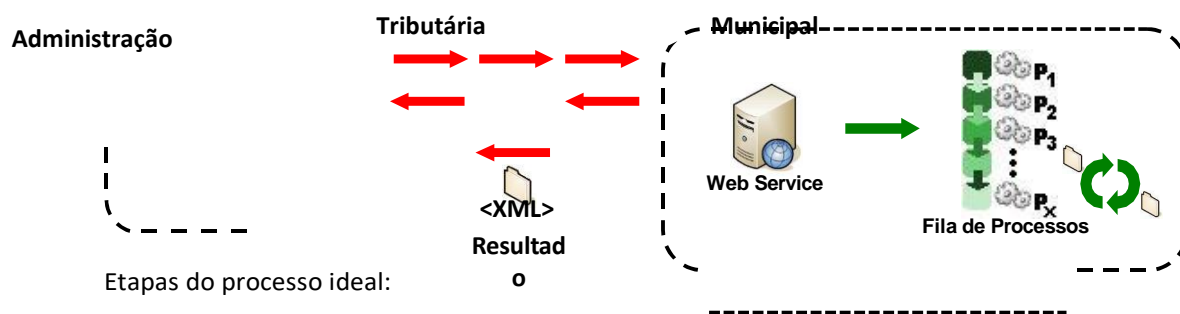 Administração
Tributária
Municipal
P1
P2
P3
Px
Web Service
Fila de Processos
<XML>
Resultad
o
Etapas do processo ideal: